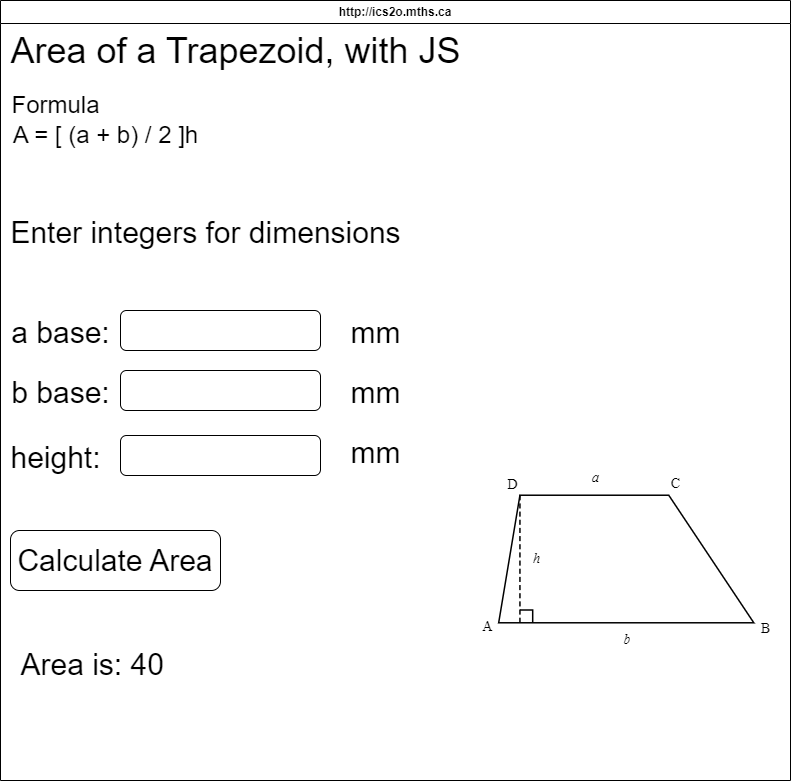 http://ics2o.mths.ca
Area of a Trapezoid, with JS
Formula
A = [ (a + b) / 2 ]h
Enter integers for dimensions
a base: mm
b base: mm
height: mm
D a C
h
A B
b
Calculate Area
Area is: 40